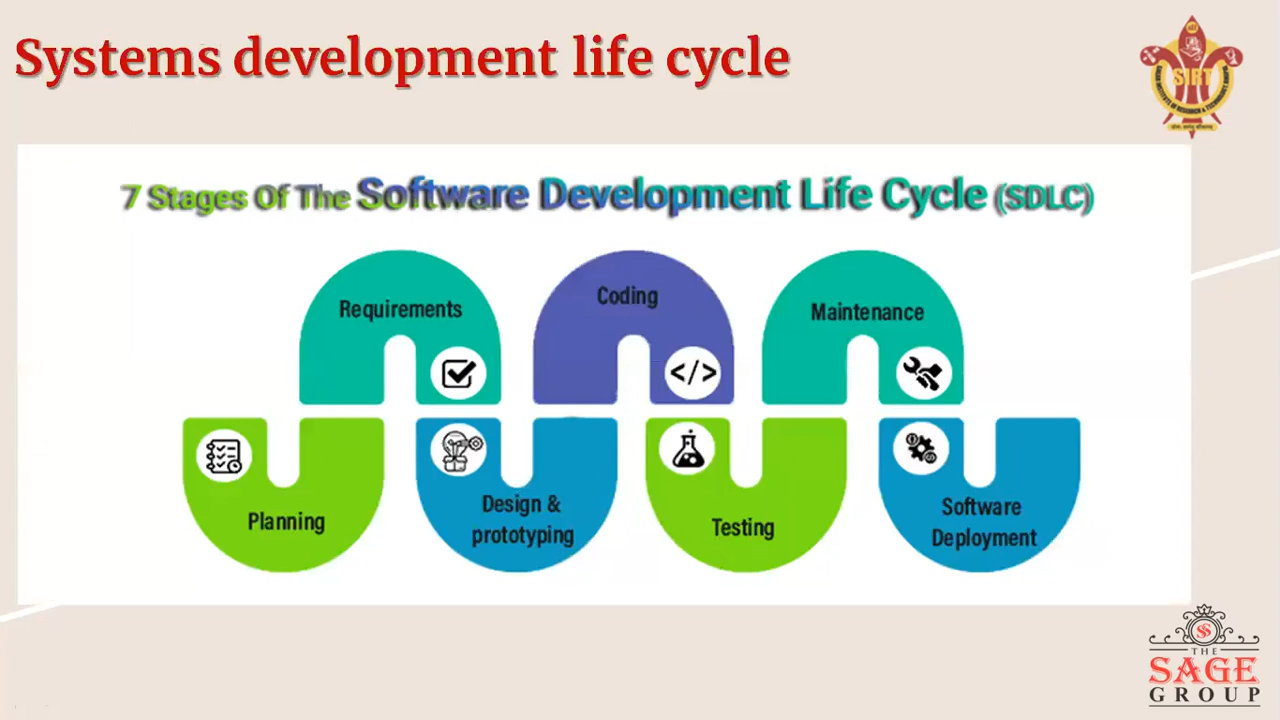 Systems development life cycle
SIRT
7 Stages Of The Software Development Life Cycle (SDLC)
Requirements
Coding
Maintenance
</>
Planning
Design &
prototyping
Testing
Software
Deployment
THE
SAGE
GROUP